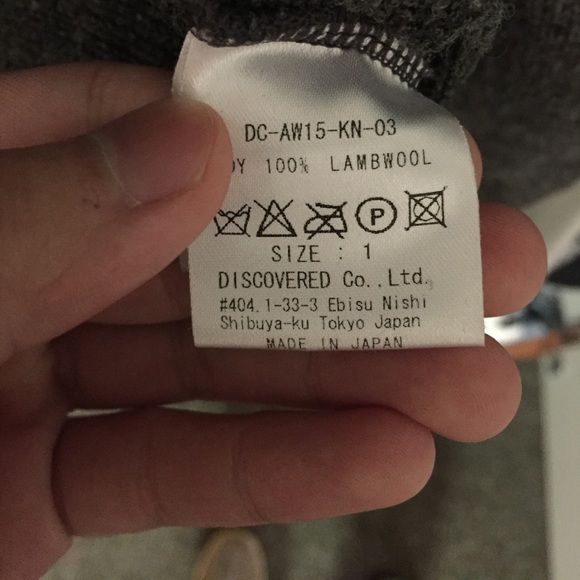 DC-AW15-KN-03
100% LAMBWOOL
P
SIZE : 1
DISCOVERED Co.,Ltd.
#404,1-33-3 Ebisu Nishi
Shibuya-ku Tokyo Japan
MADE IN JAPAN